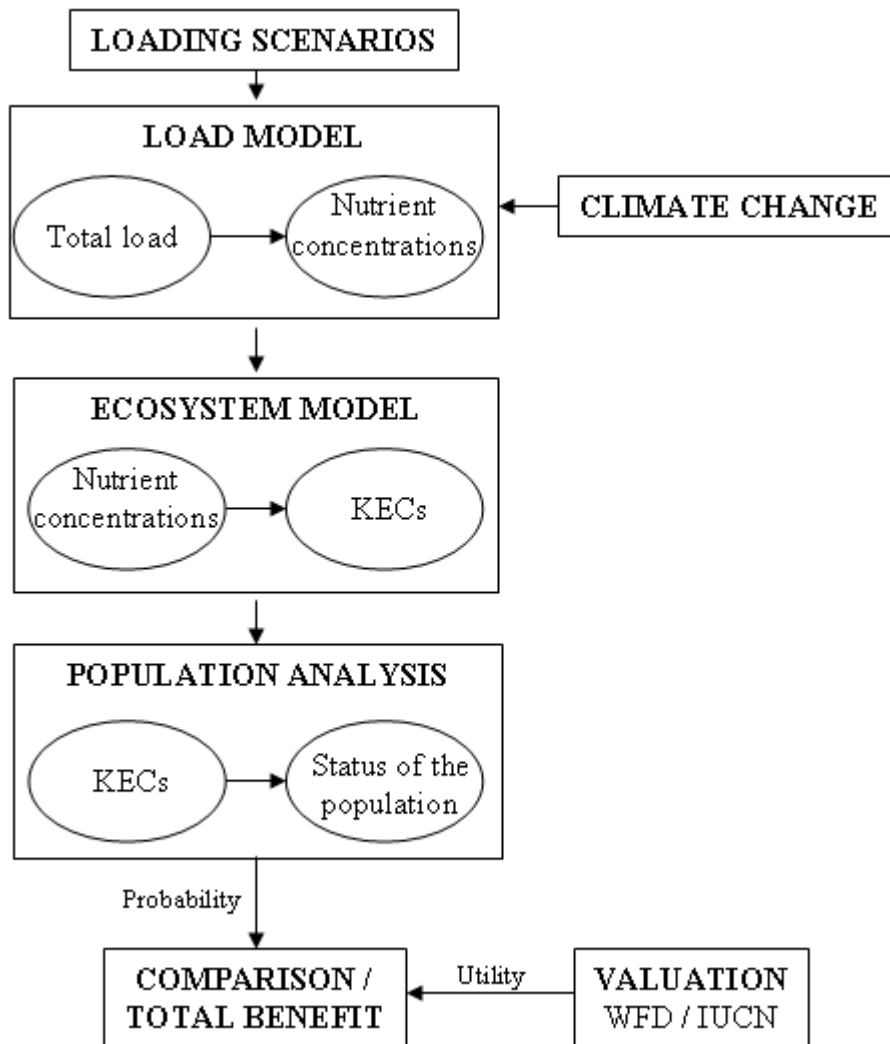 LOADING SCENARIOS
LOAD MODEL
Total load
Nutrient
concentrations
CLIMATE CHANGE
ECOSYSTEM MODEL
Nutrient
concentrations
KECs
POPULATION ANALYSIS
KECs
Status of the
population
Probability
COMPARISON /
TOTAL BENEFIT
Utility
VALUATION
WFD / IUCN